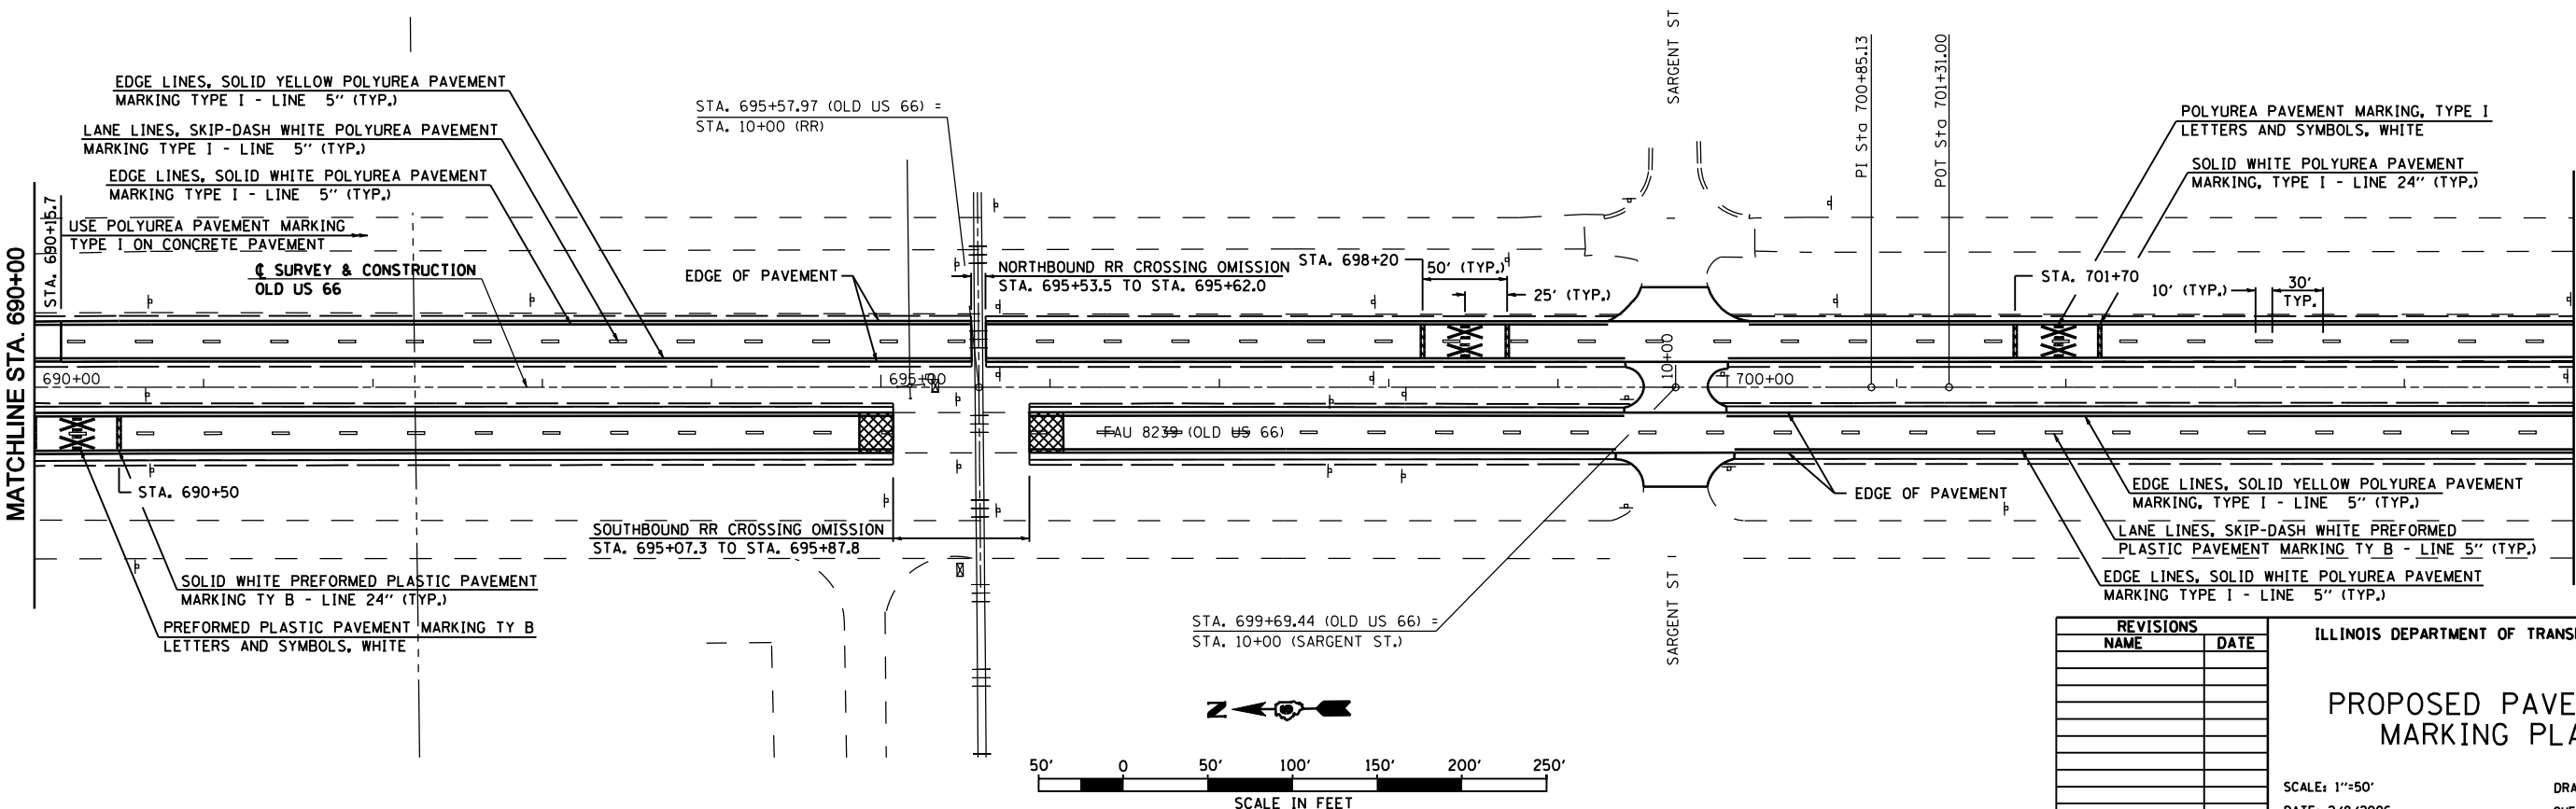 SARGENT ST
EDGE LINES, SOLID YELLOW POLYUREA PAVEMENT
MARKING TYPE I - LINE 5" (TYP.)
LANE LINES, SKIP-DASH WHITE POLYUREA PAVEMENT
MARKING TYPE I - LINE 5" (TYP.)
EDGE LINES, SOLID WHITE POLYUREA PAVEMENT
MARKING TYPE I - LINE 5" (TYP.)
STA. 690+15.7
USE POLYUREA PAVEMENT MARKING
TYPE I ON CONCRETE PAVEMENT
℄ SURVEY & CONSTRUCTION
OLD US 66
MATCHLINE STA. 690+00
STA. 695+57.97 (OLD US 66) =
STA. 10+00 (RR)
EDGE OF PAVEMENT
NORTHBOUND RR CROSSING OMISSION
STA. 695+53.5 TO STA. 695+62.0
STA. 698+20
50' (TYP.)
25' (TYP.)
PI Sta 700+85.13
POT Sta 701+31.00
POLYUREA PAVEMENT MARKING, TYPE I
LETTERS AND SYMBOLS, WHITE
SOLID WHITE POLYUREA PAVEMENT
MARKING, TYPE I - LINE 24" (TYP.)
STA. 701+70
10' (TYP.)
30'
TYP.
690+00
695+00
10+00
700+00
FAU 8239 (OLD US 66)
STA. 690+50
SOUTHBOUND RR CROSSING OMISSION
STA. 695+07.3 TO STA. 695+87.8
SOLID WHITE PREFORMED PLASTIC PAVEMENT
MARKING TY B - LINE 24" (TYP.)
PREFORMED PLASTIC PAVEMENT MARKING TY B
LETTERS AND SYMBOLS, WHITE
EDGE OF PAVEMENT
EDGE LINES, SOLID YELLOW POLYUREA PAVEMENT
MARKING, TYPE I - LINE 5" (TYP.)
LANE LINES, SKIP-DASH WHITE PREFORMED
PLASTIC PAVEMENT MARKING TY B - LINE 5" (TYP.)
EDGE LINES, SOLID WHITE POLYUREA PAVEMENT
MARKING TYPE I - LINE 5" (TYP.)
STA. 699+69.44 (OLD US 66) =
STA. 10+00 (SARGENT ST.)
SARGENT ST
N
50' 0 50' 100' 150' 200' 250'
SCALE IN FEET
REVISIONS
NAME DATE
ILLINOIS DEPARTMENT OF TRANS
PROPOSED PAVE
MARKING PLA
SCALE: 1"=50'